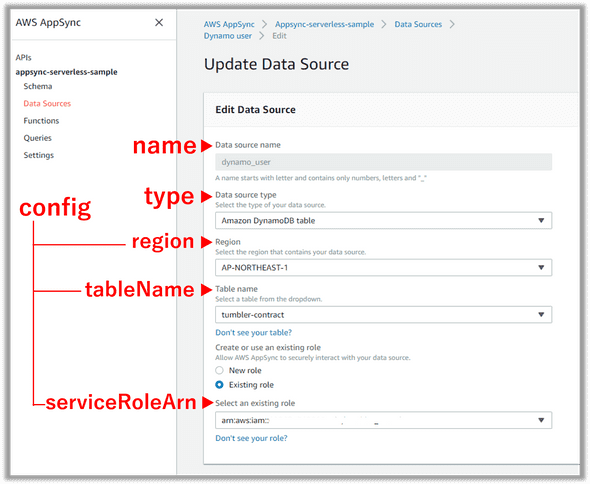 AWS AppSync ×
APIs
appsync-serverless-sample
Schema
Data Sources
Functions
Queries
Settings
AWS AppSync > Appsync-serverless-sample > Data Sources >
Dynamo user > Edit
Update Data Source
Edit Data Source
name
Data source name
dynamo_user
A name starts with letter and contains only numbers, letters and "_"
type
Data source type
Select the type of your data source.
Amazon DynamoDB table
config
region
Region
Select the region that contains your data source.
AP-NORTHEAST-1
tableName
Table name
Select a table from the dropdown.
tumbler-contract
Don't see your table?
Create or use an existing role
Allow AWS AppSync to securely interact with your data source.
New role
Existing role
serviceRoleArn
Select an existing role
arn:aws:iam::
Don't see your role?